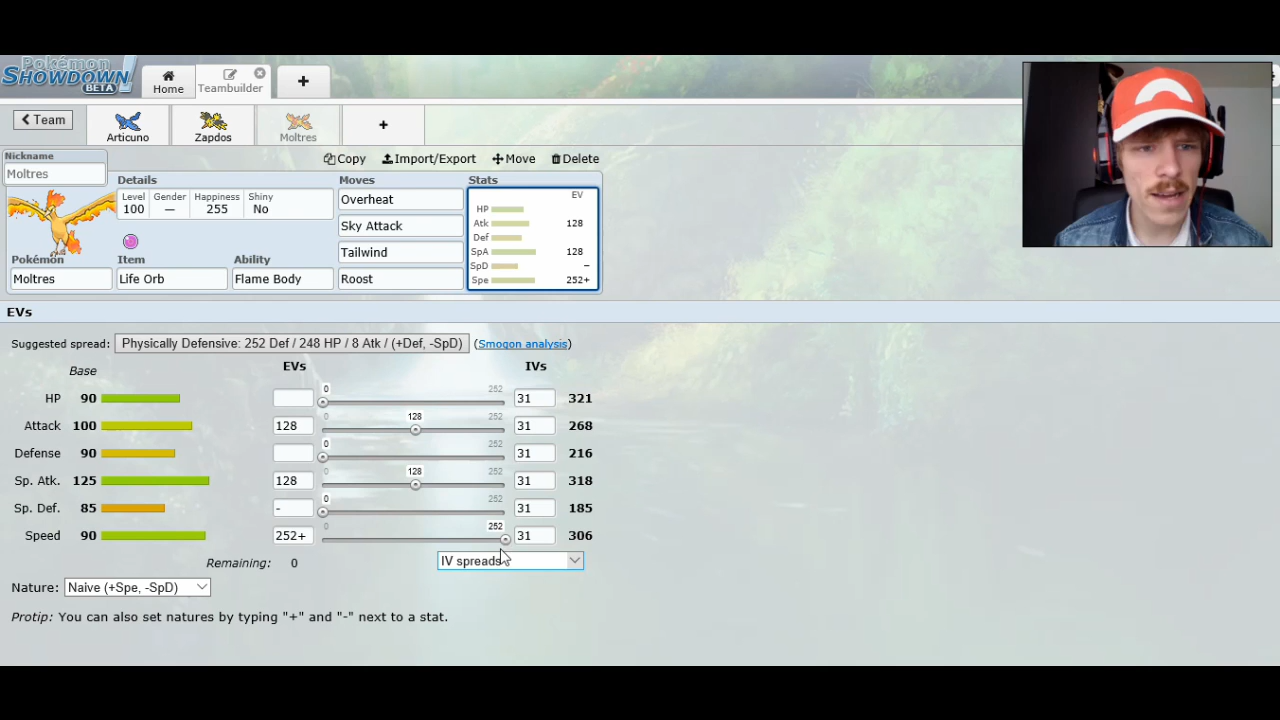 Pokémon
SHOWDOWN!
BETA
Home
Teambuilder
+
Team
Articuno
Zapdos
Moltres
+
Nickname
Moltres
Copy
Import/Export
Move
Delete
Details
Level Gender Happiness Shiny
100 — 255 No
Pokémon
Moltres
Item
Life Orb
Ability
Flame Body
Moves
Overheat
Sky Attack
Tailwind
Roost
Stats
EV
HP
Atk 128
Def
SpA 128
SpD –
Spe 252+
EVs
Suggested spread: Physically Defensive: 252 Def / 248 HP / 8 Atk / (+Def, -SpD) (Smogon analysis)
Base EVs IVs
0 252
HP 90 31 321
0 128 252
Attack 100 128 31 268
0 252
Defense 90 31 216
0 128 252
Sp. Atk. 125 128 31 318
0 252
Sp. Def. 85 - 31 185
0 252
Speed 90 252+ 31 306
Remaining: 0 IV spreads
Nature: Naive (+Spe, -SpD)
Protip: You can also set natures by typing "+" and "-" next to a stat.